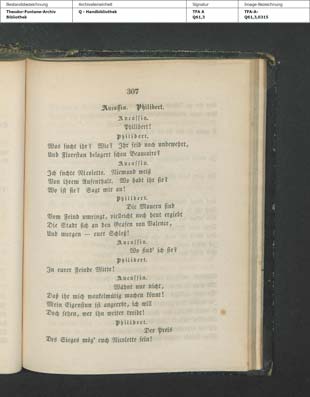 Bestandsbezeichnung Archivalieneinheit Signatur Image-Bezeichnung
Theodor-Fontane-Archiv Q - Handbibliothek TFA A TFA-A-
Bibliothek Q61,3 Q61,3,0315
307
Aucassin. Philibert.
Aucassin.
Philibert!
Philibert.
Was sucht ihr? Wie? Ihr seid noch unbewehrt,
Und Florestan belagert schon Beaucaire?
Aucassin.
Ich suchte Nicolette. Niemand weiß
Von ihrem Aufenthalt. Wo habt ihr sie?
Wo ist sie? Sagt mir an!
Philibert.
Die Mauern sind
Vom Feind umringt, vielleicht noch heut ergiebt
Die Stadt sich an den Grafen von Valence,
Und morgen — euer Schloß!
Aucassin.
Wo find' ich sie?
Philibert.
In eurer Feinde Mitte!
Aucassin.
Wähnt nur nicht,
Daß ihr mich wankelmüthig machen könnt!
Mein Eigensinn ist angeerbt, ich will
Doch sehen, wer ihn weiter treibt!
Philibert.
Der Preis
Des Sieges mög' euch Nicolette sein!